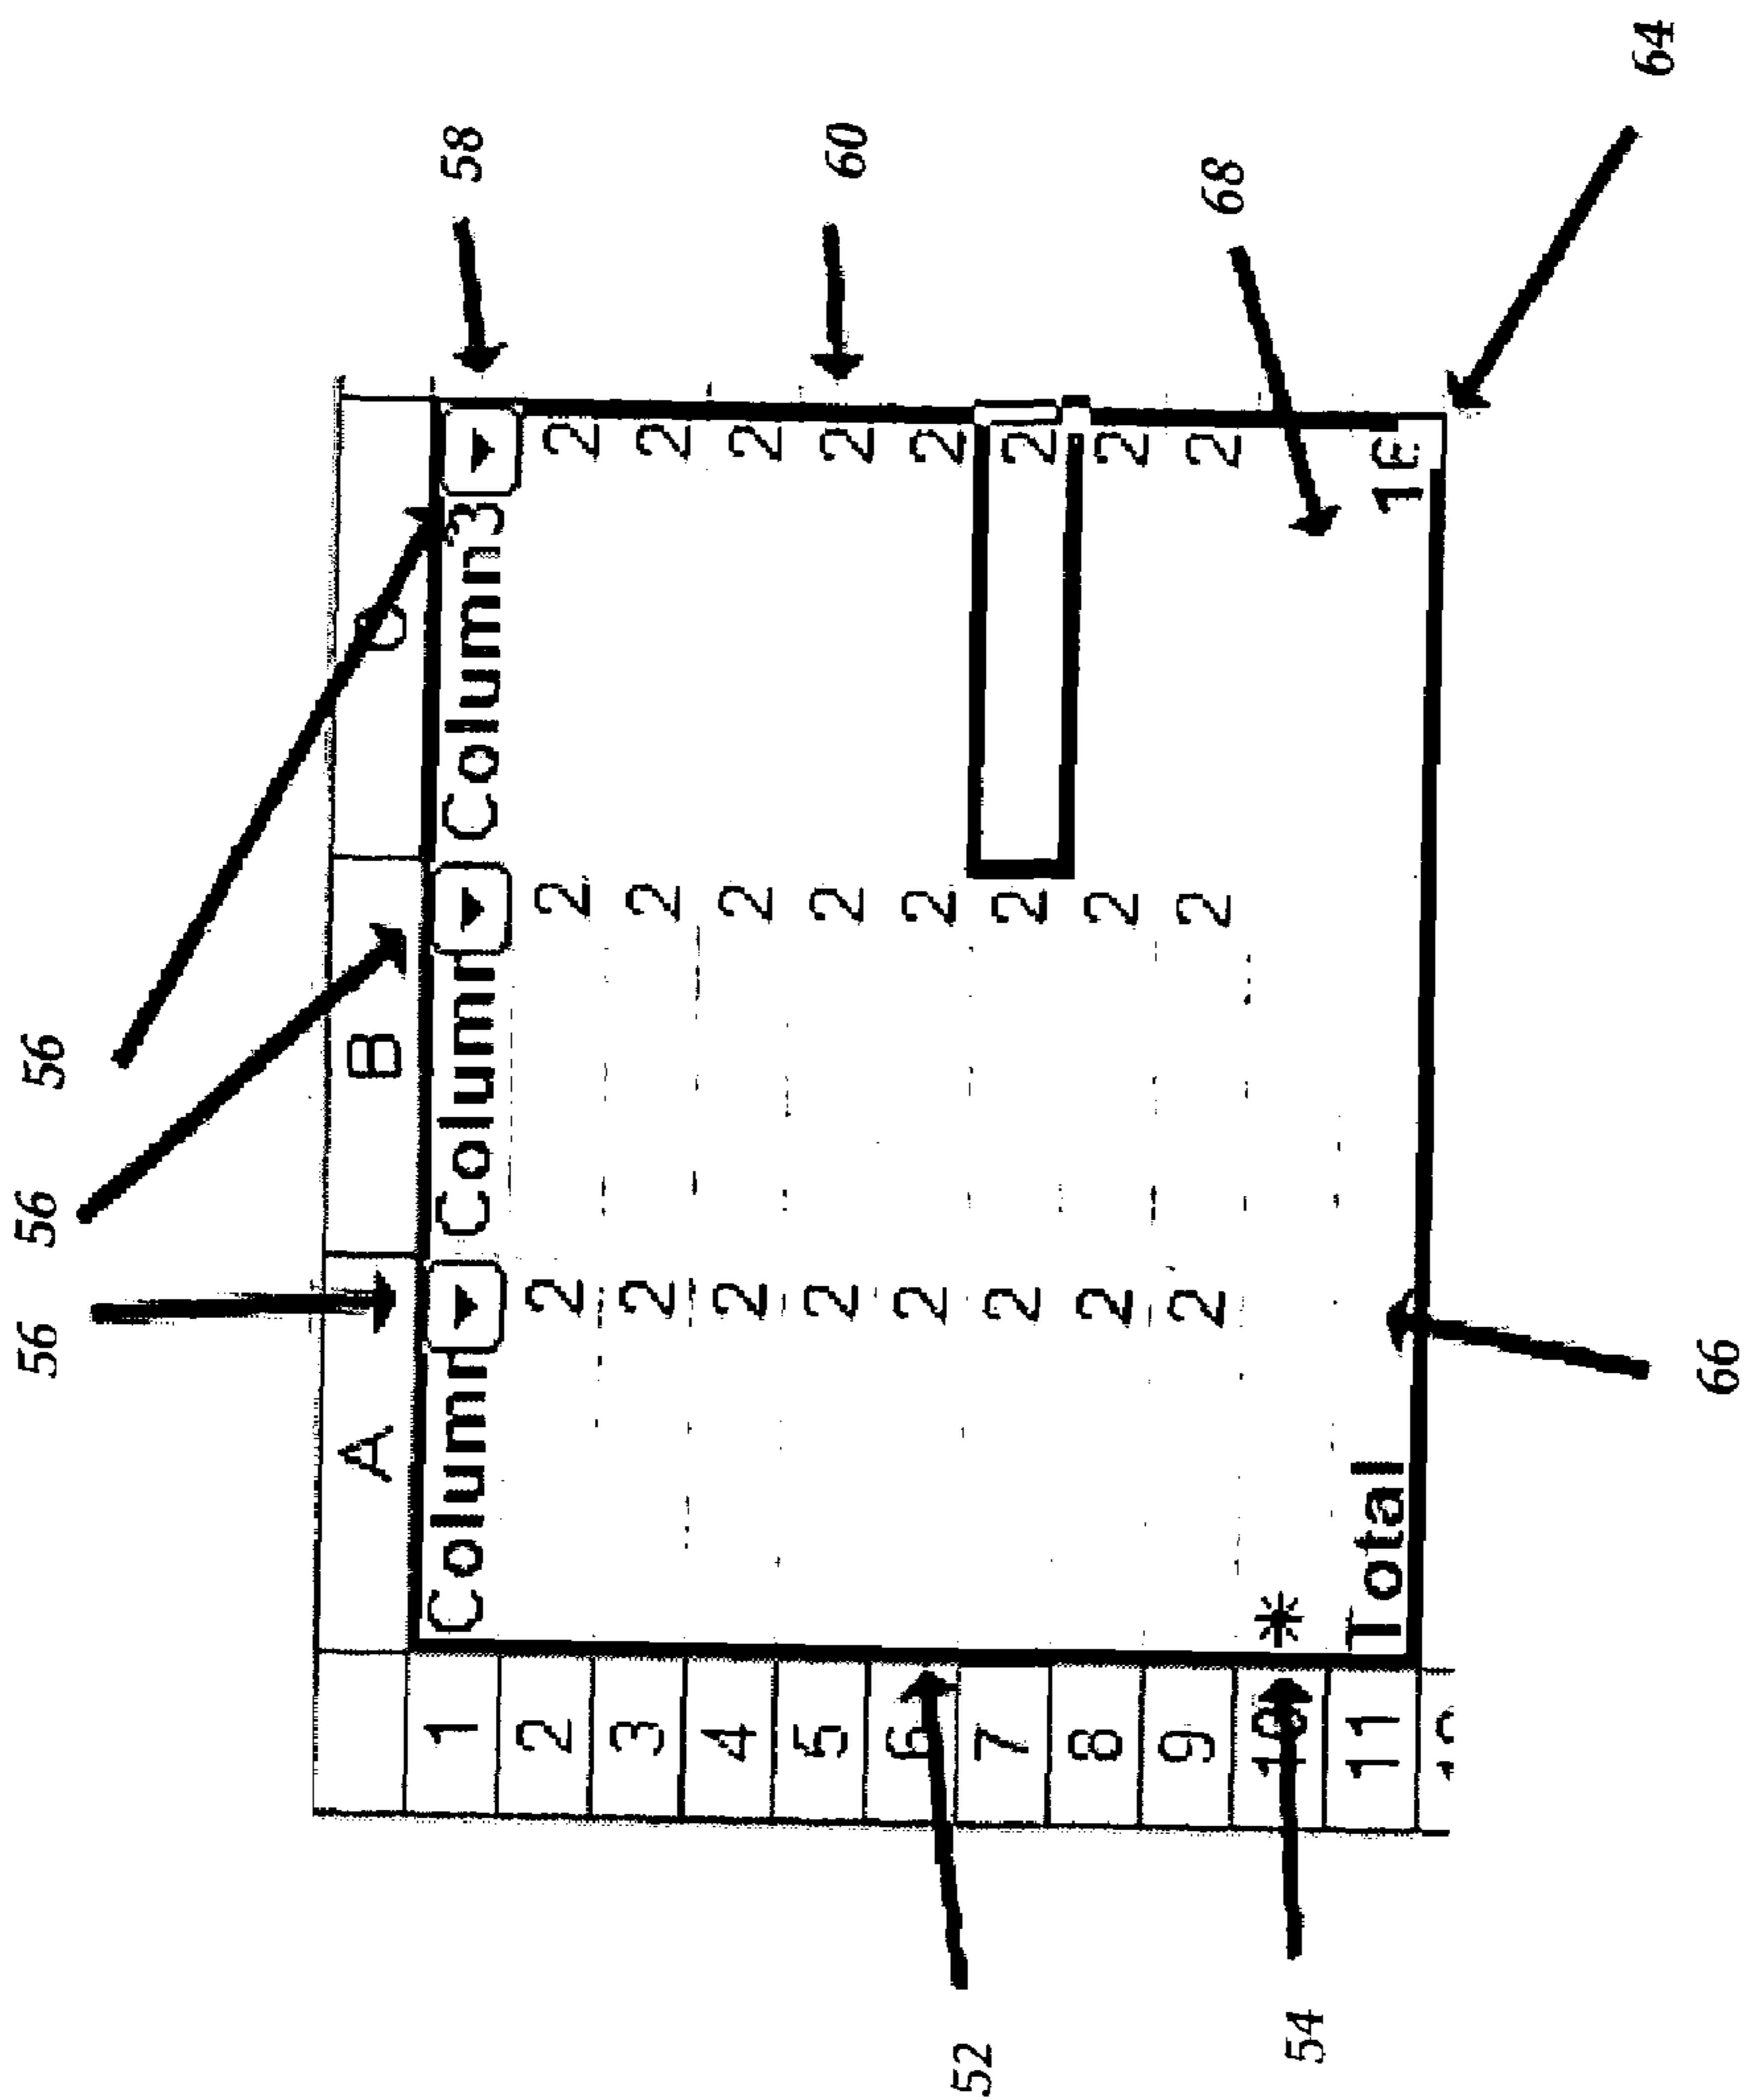 56 56 56
A B C
1 Column Column Column3 58
2 2 2 2
3 2 2 2
4 2 2 2
5 2 2 2 60
6 2 2 2
52
7 2 2 2
8 2 2 2
9 2 2 2 68
10 *
54
11 Total 16
66
64